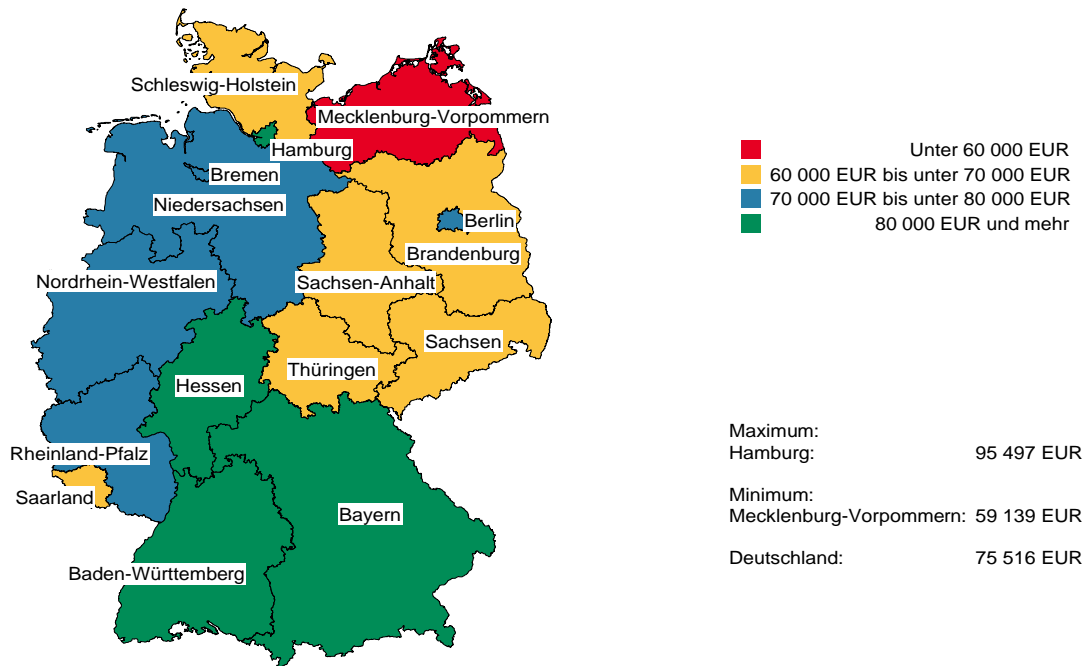 Schleswig-Holstein
Mecklenburg-Vorpommern
Hamburg
Bremen
Niedersachsen
Berlin
Brandenburg
Nordrhein-Westfalen
Sachsen-Anhalt
Sachsen
Thüringen
Hessen
Rheinland-Pfalz
Saarland
Bayern
Baden-Württemberg
Unter 60 000 EUR
60 000 EUR bis unter 70 000 EUR
70 000 EUR bis unter 80 000 EUR
80 000 EUR und mehr
Maximum:
Hamburg: 95 497 EUR
Minimum:
Mecklenburg-Vorpommern: 59 139 EUR
Deutschland: 75 516 EUR